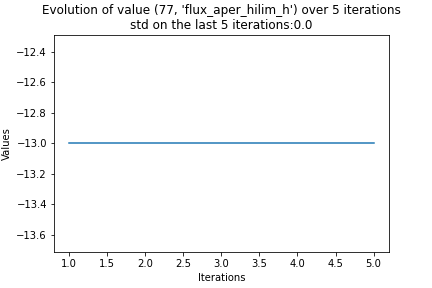 Evolution of value (77, 'flux_aper_hilim_h') over 5 iterations
std on the last 5 iterations:0.0
Values
−12.4
−12.6
−12.8
−13.0
−13.2
−13.4
−13.6
1.0 1.5 2.0 2.5 3.0 3.5 4.0 4.5 5.0
Iterations